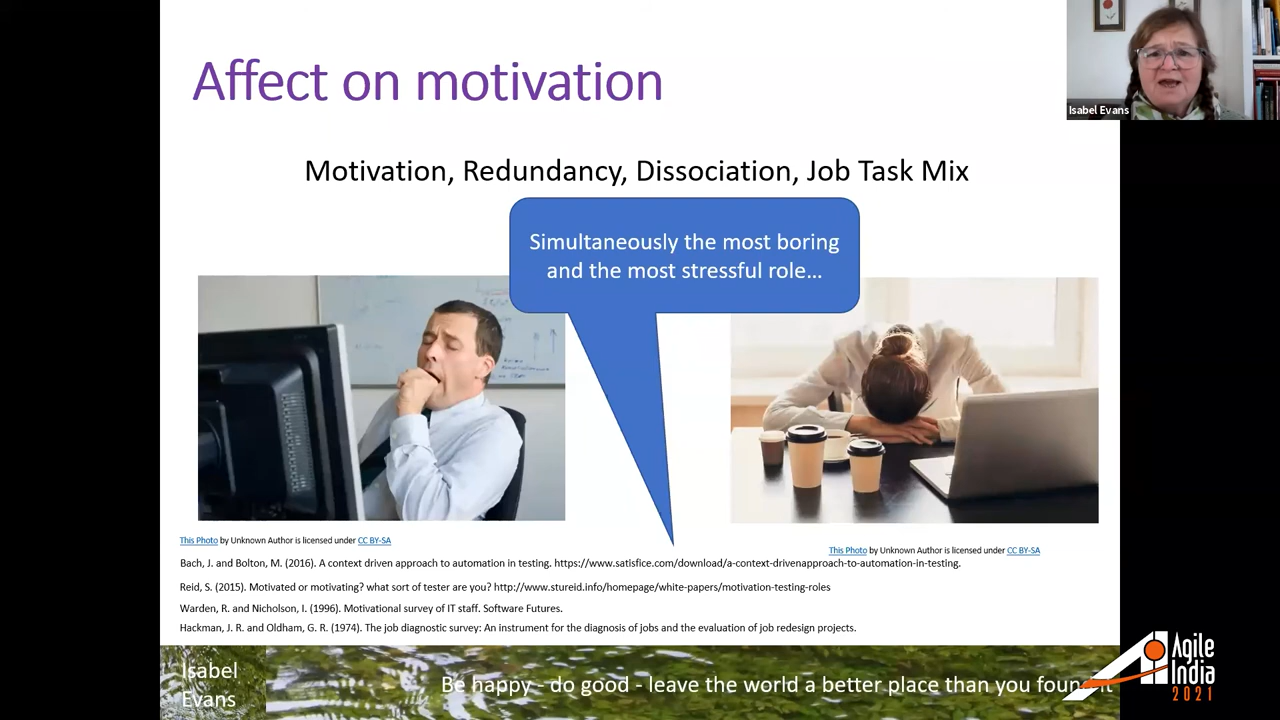 Affect on motivation
Isabel Evans
Motivation, Redundancy, Dissociation, Job Task Mix
Simultaneously the most boring
and the most stressful role...
This Photo by Unknown Author is licensed under CC BY-SA
This Photo by Unknown Author is licensed under CC BY-SA
Bach, J. and Bolton, M. (2016). A context driven approach to automation in testing. https://www.satisfice.com/download/a-context-drivenapproach-to-automation-in-testing.
Reid, S. (2015). Motivated or motivating? what sort of tester are you? http://www.stureid.info/homepage/white-papers/motivation-testing-roles
Warden, R. and Nicholson, I. (1996). Motivational survey of IT staff. Software Futures.
Hackman, J. R. and Oldham, G. R. (1974). The job diagnostic survey: An instrument for the diagnosis of jobs and the evaluation of job redesign projects.
Isabel
Evans
Be happy - do good - leave the world a better place than you found it
Agile
India
2021